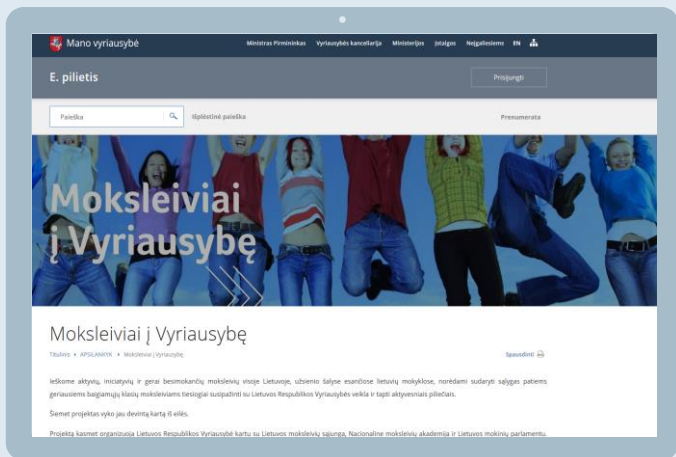 Mano vyriausybė
Ministras Pirmininkas Vyriausybės kanceliarija Ministerijos Įstaigos Neįgaliesiems EN
E. pilietis
Prisijungti
Paieška
Išplėstinė paieška
Prenumerata
Moksleiviai
į Vyriausybę
Moksleiviai į Vyriausybę
Titulinis APSILANKYK Moksleiviai į Vyriausybę
Spausdinti
Ieškome aktyvių, iniciatyvių ir gerai besimokančių moksleivių visoje Lietuvoje, užsienio šalyse esančiose lietuvių mokyklose, norėdami sudaryti sąlygas patiems
geriausiems baigiamųjų klasių moksleiviams tiesiogiai susipažinti su Lietuvos Respublikos Vyriausybės veikla ir tapti aktyvesniais piliečiais.
Šiemet projektas vyko jau devintą kartą iš eilės.
Projektą kasmet organizuoja Lietuvos Respublikos Vyriausybė kartu su Lietuvos moksleivių sąjunga, Nacionaline moksleivių akademija ir Lietuvos mokinių parlamentu.